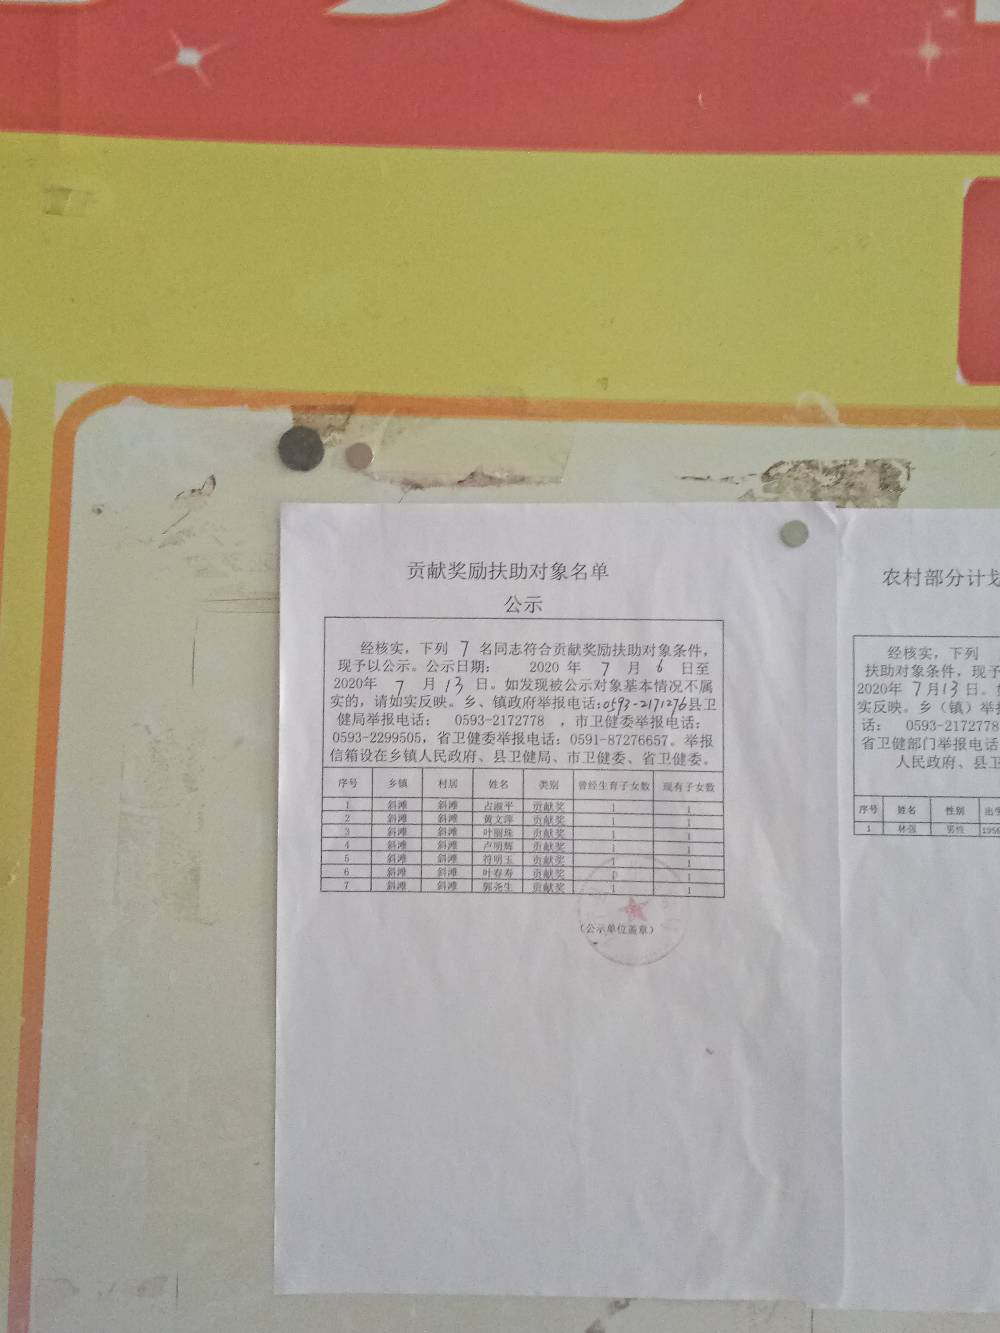 贡献奖励扶助对象名单
公示
经核实，下列 7 名同志符合贡献奖励扶助对象条件，
现予以公示。公示日期： 2020 年 7 月 6 日至
2020年 7 月 13 日。如发现被公示对象基本情况不属
实的，请如实反映。乡、镇政府举报电话:0593-2171276县卫
健局举报电话： 0593-2172778 ，市卫健委举报电话：
0593-2299505，省卫健委举报电话：0591-87276657。举报
信箱设在乡镇人民政府、县卫健局、市卫健委、省卫健委。
序号 乡镇 村居 姓名 类别 曾经生育子女数 现有子女数
1 斜滩 斜滩 占淑平 贡献奖 1 1
2 斜滩 斜滩 黄文萍 贡献奖 1 1
3 斜滩 斜滩 叶丽珠 贡献奖 1 1
4 斜滩 斜滩 卢明辉 贡献奖 1 1
5 斜滩 斜滩 符明玉 贡献奖 1 1
6 斜滩 斜滩 叶春寿 贡献奖 1 1
7 斜滩 斜滩 郭尧生 贡献奖 1 1
（公示单位盖章）
农村部分计划
经核实，下列
扶助对象条件，现予
2020年 7月13 日。
实反映。乡（镇）举报
话： 0593-2172778
省卫健部门举报电话
人民政府、县卫
序号 姓名 性别 出生
1 林强 男性 1956